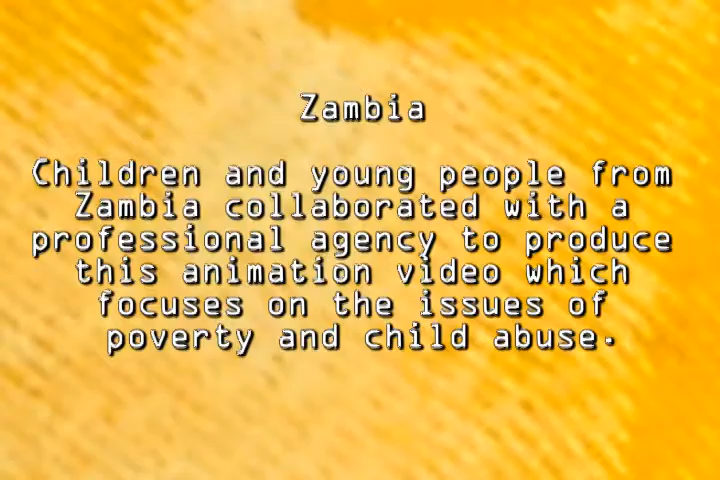 Zambia
Children and young people from
Zambia collaborated with a
professional agency to produce
this animation video which
focuses on the issues of
poverty and child abuse.